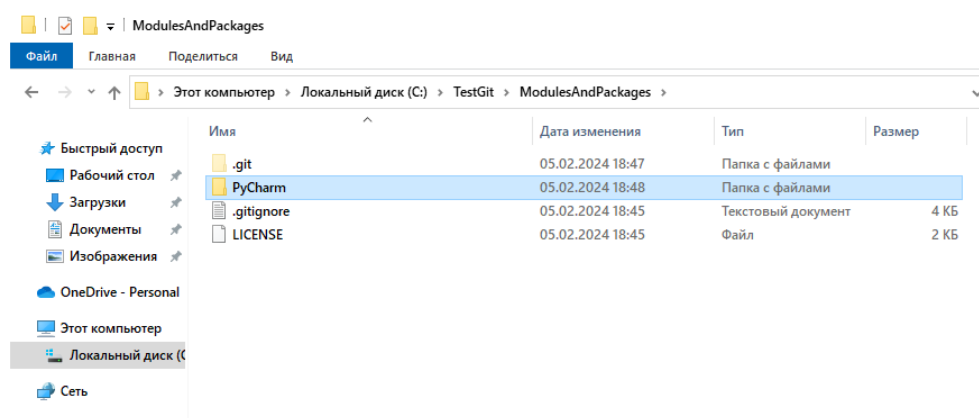 ModulesAndPackages
Файл Главная Поделиться Вид
Этот компьютер Локальный диск (C:) TestGit ModulesAndPackages
Имя Дата изменения Тип Размер
Быстрый доступ
Рабочий стол
Загрузки
Документы
Изображения
OneDrive - Personal
Этот компьютер
Локальный диск (C
Сеть
.git 05.02.2024 18:47 Папка с файлами
PyCharm 05.02.2024 18:48 Папка с файлами
.gitignore 05.02.2024 18:45 Текстовый документ 4 КБ
LICENSE 05.02.2024 18:45 Файл 2 КБ